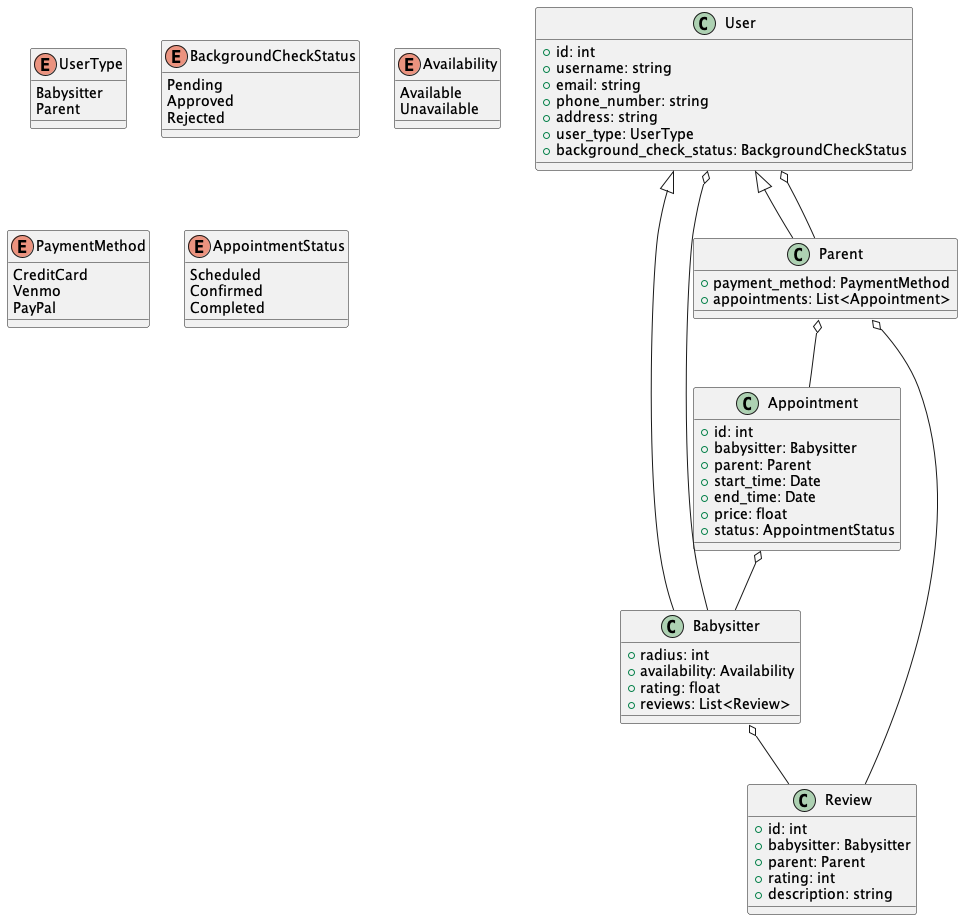 E UserType
Babysitter
Parent
E BackgroundCheckStatus
Pending
Approved
Rejected
E Availability
Available
Unavailable
C User
id: int
username: string
email: string
phone_number: string
address: string
user_type: UserType
background_check_status: BackgroundCheckStatus
E PaymentMethod
CreditCard
Venmo
PayPal
E AppointmentStatus
Scheduled
Confirmed
Completed
C Parent
payment_method: PaymentMethod
appointments: List<Appointment>
C Appointment
id: int
babysitter: Babysitter
parent: Parent
start_time: Date
end_time: Date
price: float
status: AppointmentStatus
C Babysitter
radius: int
availability: Availability
rating: float
reviews: List<Review>
C Review
id: int
babysitter: Babysitter
parent: Parent
rating: int
description: string